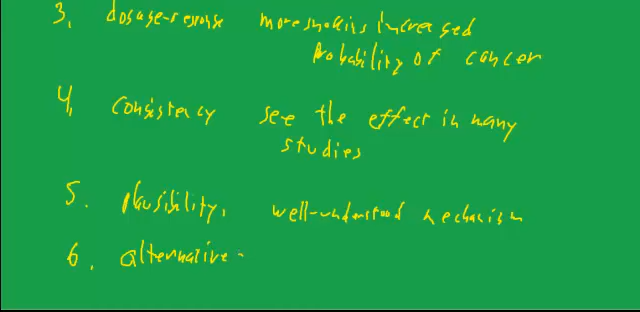 3. dosage-response more smoking increased
probability of cancer
4. consistency see the effect in many
studies
5. plausibility, well-understood mechanism
6. alternative -